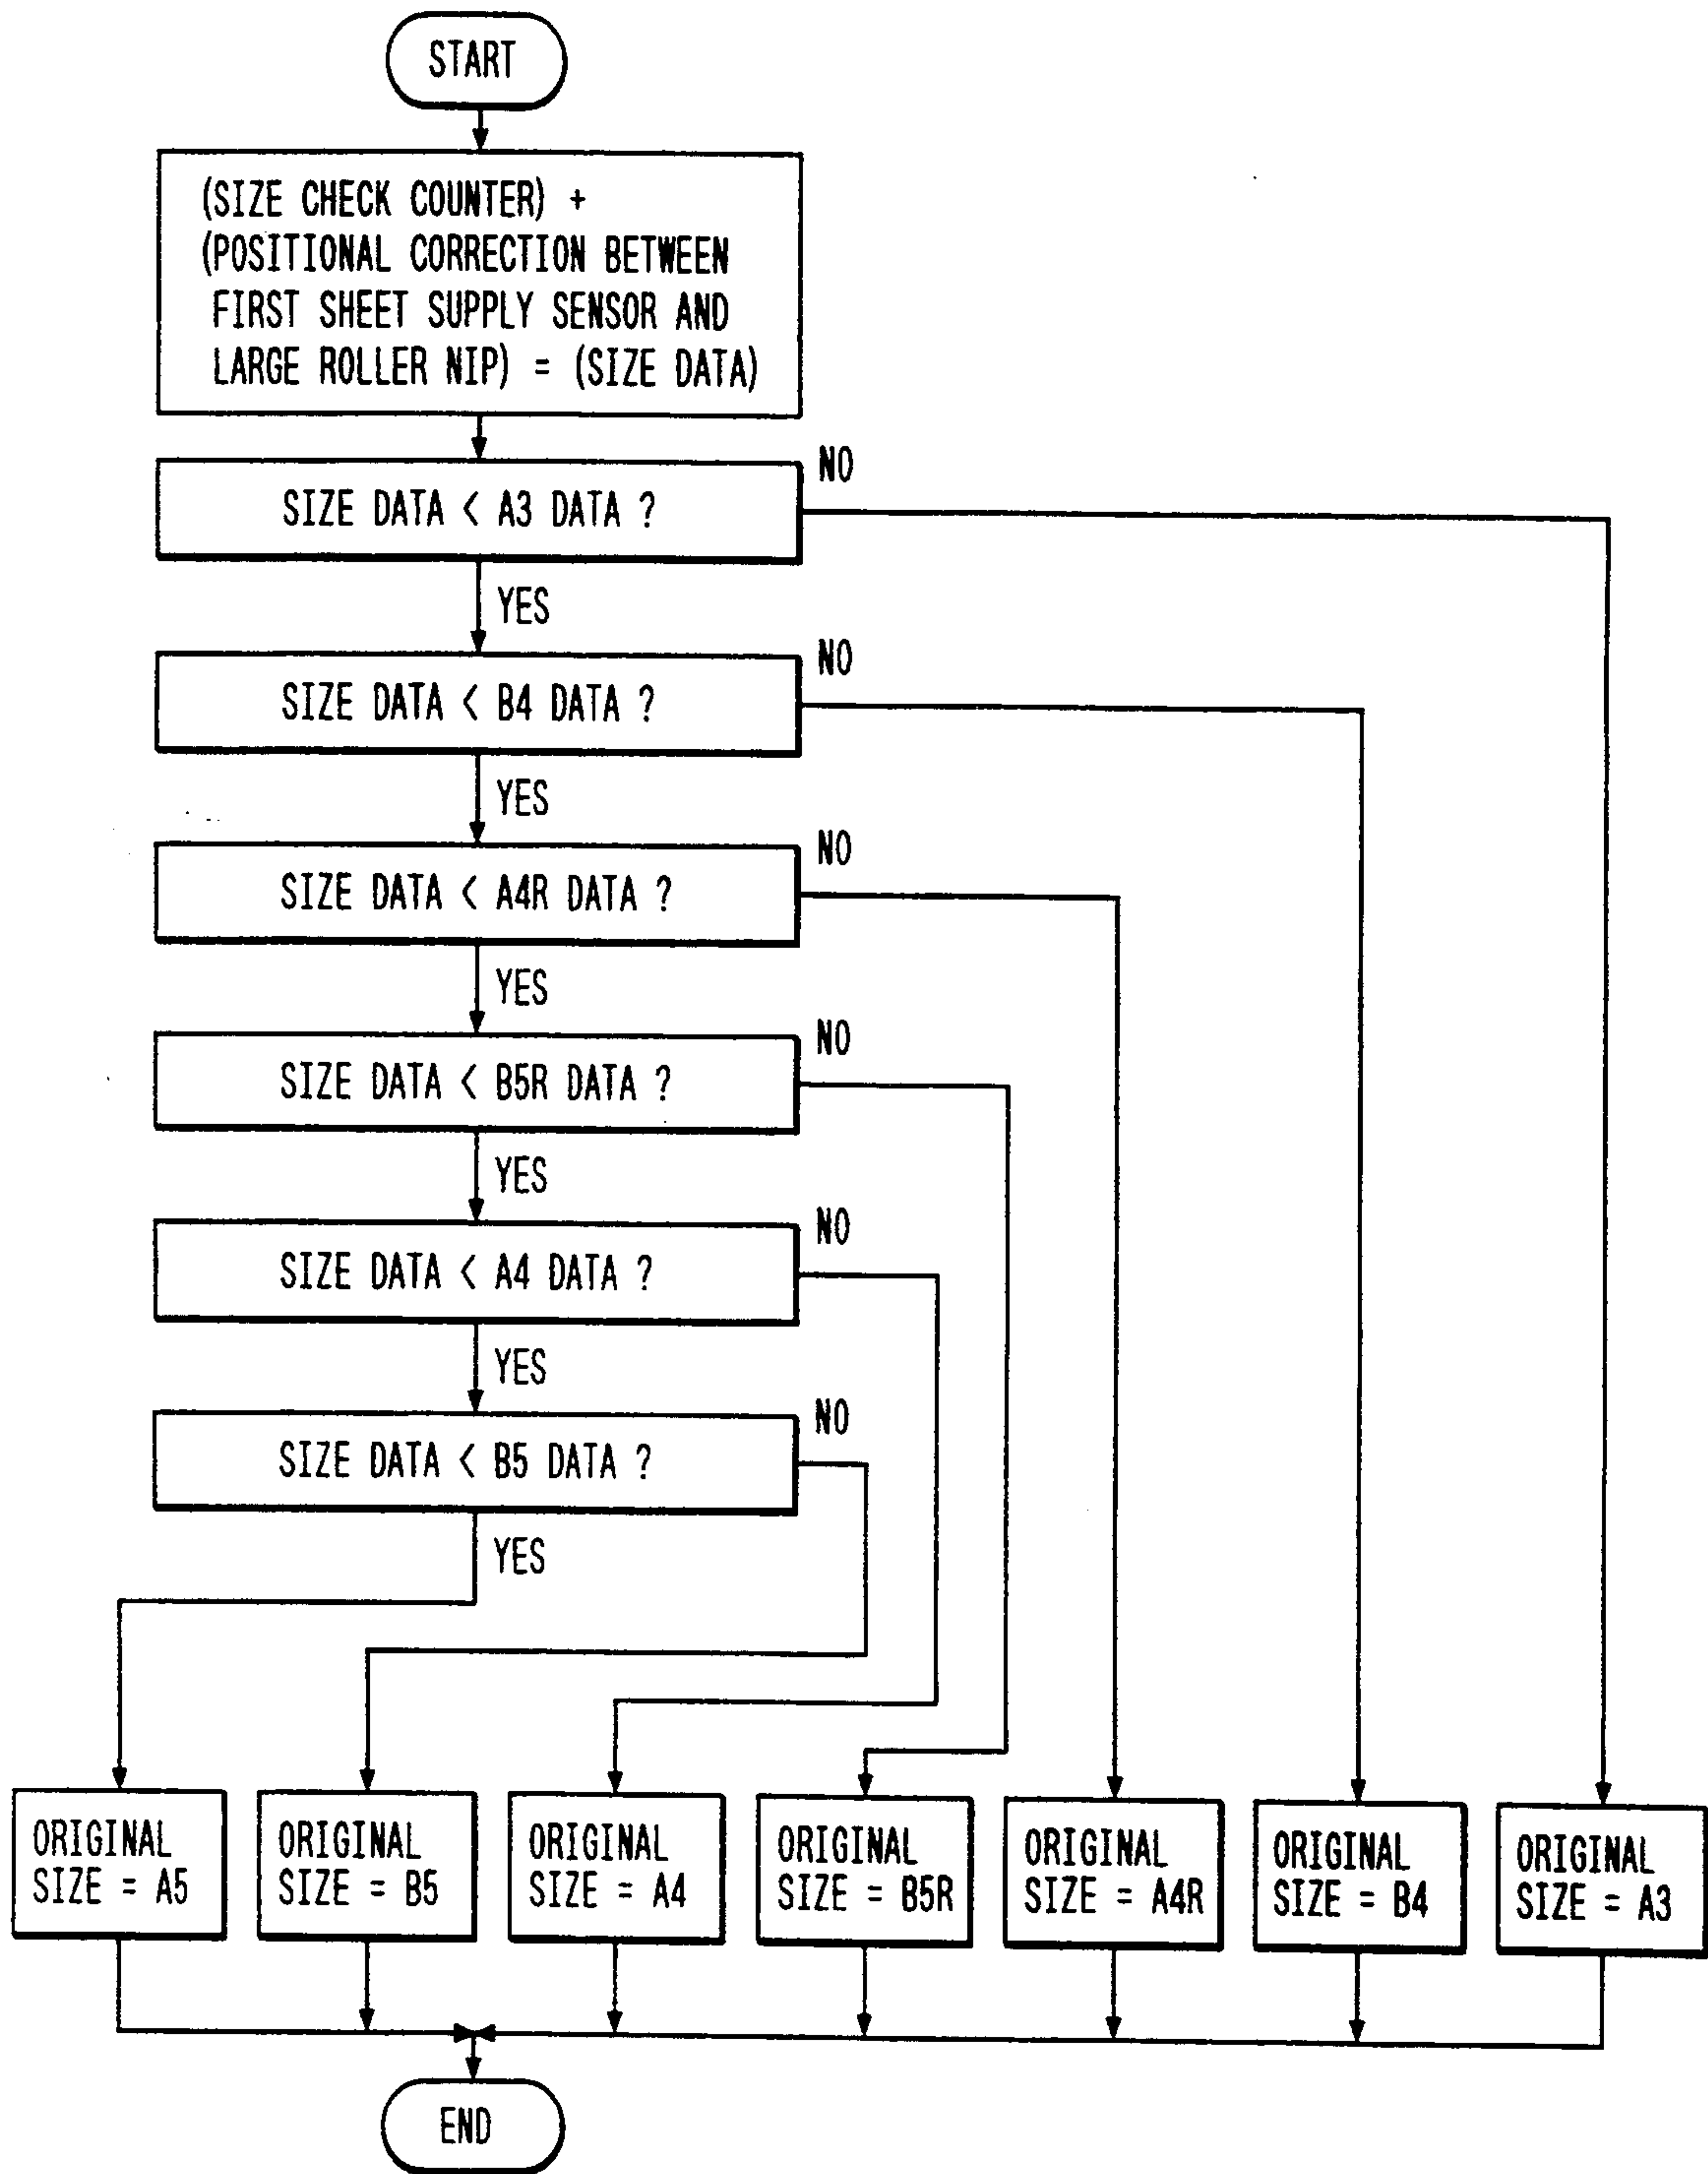 START
(SIZE CHECK COUNTER) +
(POSITIONAL CORRECTION BETWEEN
FIRST SHEET SUPPLY SENSOR AND
LARGE ROLLER NIP) = (SIZE DATA)
NO
SIZE DATA < A3 DATA ?
YES
NO
SIZE DATA < B4 DATA ?
YES
NO
SIZE DATA < A4R DATA ?
YES
NO
SIZE DATA < B5R DATA ?
YES
NO
SIZE DATA < A4 DATA ?
YES
NO
SIZE DATA < B5 DATA ?
YES
ORIGINAL
SIZE = A5
ORIGINAL
SIZE = B5
ORIGINAL
SIZE = A4
ORIGINAL
SIZE = B5R
ORIGINAL
SIZE = A4R
ORIGINAL
SIZE = B4
ORIGINAL
SIZE = A3
END